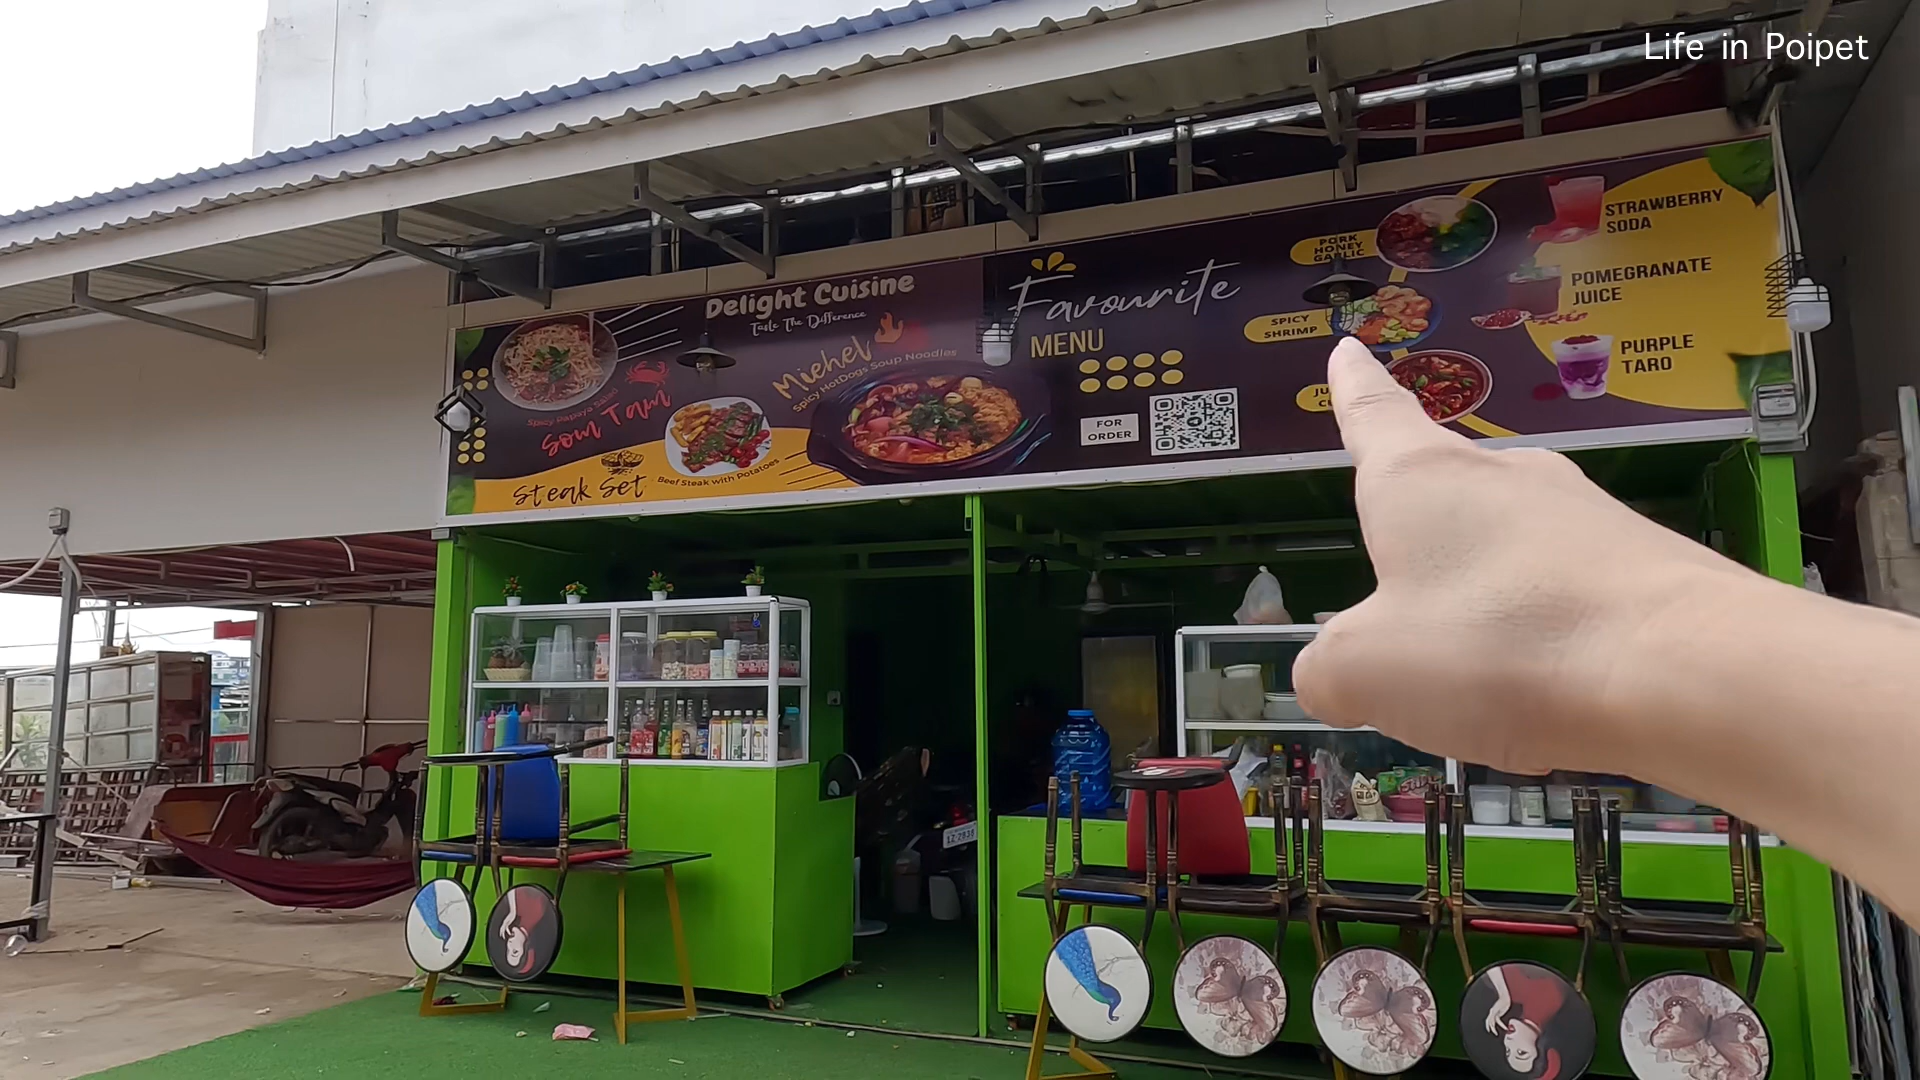 Life in Poipet
Delight Cuisine
Taste The Difference
Spicy Papaya Salad
Som Tam
Miehel
Spicy HotDogs Soup Noodles
Steak Set
Beef Steak with Potatoes
Favourite
MENU
FOR
ORDER
PORK
HONEY
GARLIC
SPICY
SHRIMP
STRAWBERRY
SODA
POMEGRANATE
JUICE
PURPLE
TARO